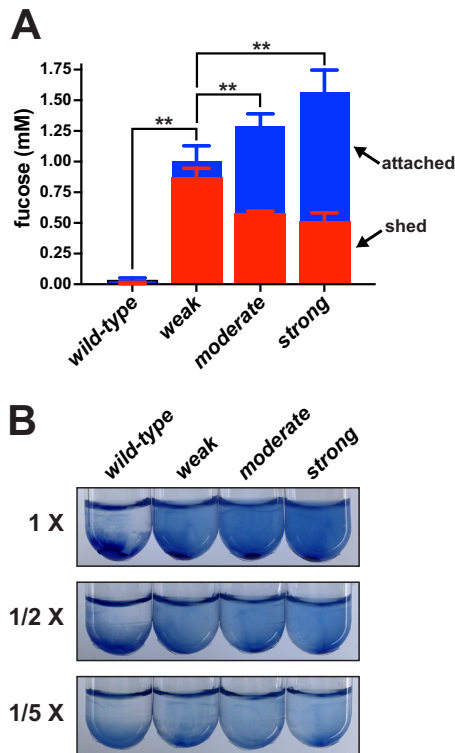 A
**
**
**
fucose (mM)
1.75
1.50
1.25
1.00
0.75
0.50
0.25
0.00
attached
shed
wild-type
weak
moderate
strong
B
wild-type
weak
moderate
strong
1 X
1/2 X
1/5 X